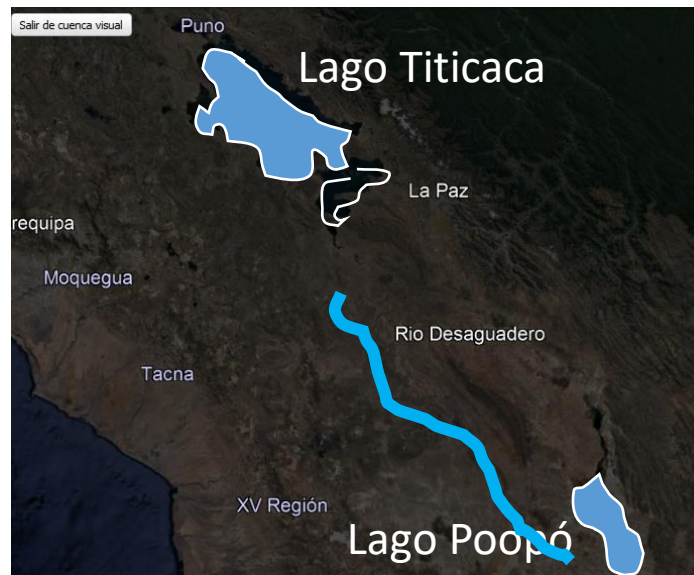 Salir de cuenca visual
Puno
Lago Titicaca
La Paz
requipa
Moquegua
Rio Desaguadero
Tacna
XV Región
Lago Poopó